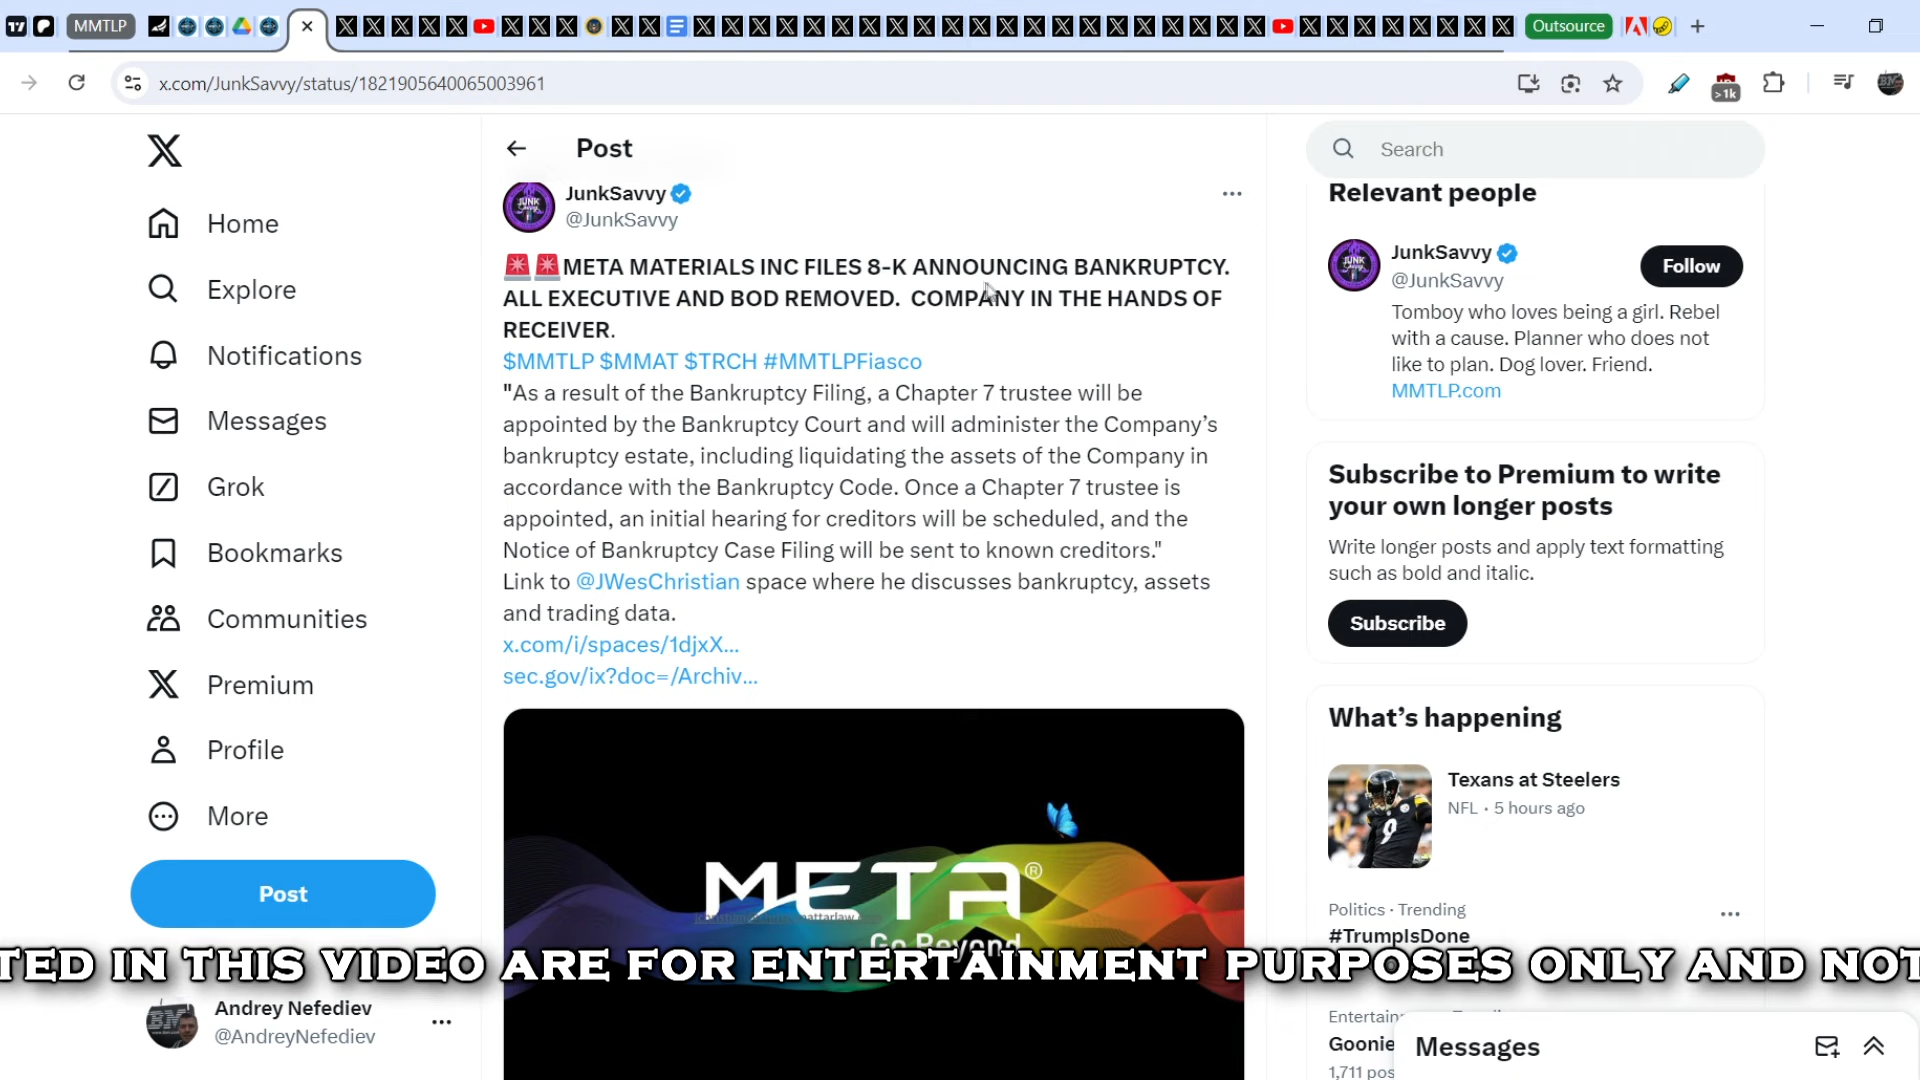 MMTLP
Outsource
x.com/JunkSavvy/status/1821905640065003961
>1k
Home
Explore
Notifications
Messages
Grok
Bookmarks
Communities
Premium
Profile
More
Post
Andrey Nefediev
@AndreyNefediev
Post
JunkSavvy
@JunkSavvy
META MATERIALS INC FILES 8-K ANNOUNCING BANKRUPTCY.
ALL EXECUTIVE AND BOD REMOVED. COMPANY IN THE HANDS OF
RECEIVER.
$MMTLP $MMAT $TRCH #MMTLPFiasco
"As a result of the Bankruptcy Filing, a Chapter 7 trustee will be
appointed by the Bankruptcy Court and will administer the Company’s
bankruptcy estate, including liquidating the assets of the Company in
accordance with the Bankruptcy Code. Once a Chapter 7 trustee is
appointed, an initial hearing for creditors will be scheduled, and the
Notice of Bankruptcy Case Filing will be sent to known creditors."
Link to @JWesChristian space where he discusses bankruptcy, assets
and trading data.
x.com/i/spaces/1djxX...
sec.gov/ix?doc=/Archiv...
META®
Go Beyond
Search
Relevant people
JunkSavvy
@JunkSavvy
Follow
Tomboy who loves being a girl. Rebel
with a cause. Planner who does not
like to plan. Dog lover. Friend.
MMTLP.com
Subscribe to Premium to write
your own longer posts
Write longer posts and apply text formatting
such as bold and italic.
Subscribe
What’s happening
Texans at Steelers
NFL · 5 hours ago
Politics · Trending
#TrumpIsDone
Goonie
1,711 pos
Messages
TED IN THIS VIDEO ARE FOR ENTERTAINMENT PURPOSES ONLY AND NOT